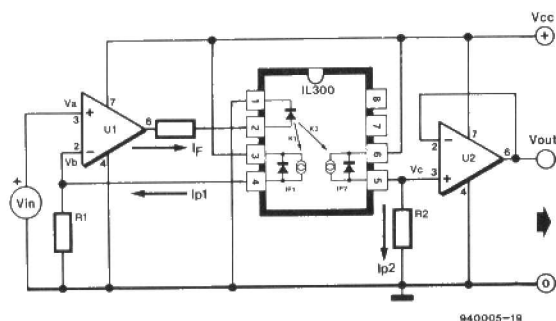 Vcc
+
IL300
Va
3
+
7
U1
6
2
-
Vb
4
IF
Ip1
+
Vin
R1
1
2
3
4
K1
K2
IP1
IP2
8
7
6
5
Vc
2
-
3
+
7
U2
6
4
Vout
R2
Ip2
0
940005-19